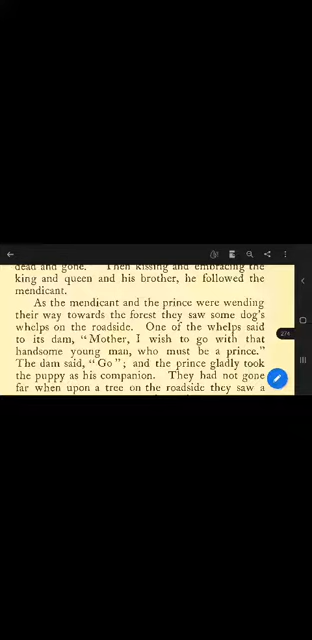 dead and gone. Then kissing and embracing the
king and queen and his brother, he followed the
mendicant.
As the mendicant and the prince were wending
their way towards the forest they saw some dog's
whelps on the roadside. One of the whelps said
to its dam, "Mother, I wish to go with that
handsome young man, who must be a prince."
The dam said, "Go"; and the prince gladly took
the puppy as his companion. They had not gone
far when upon a tree on the roadside they saw a
274